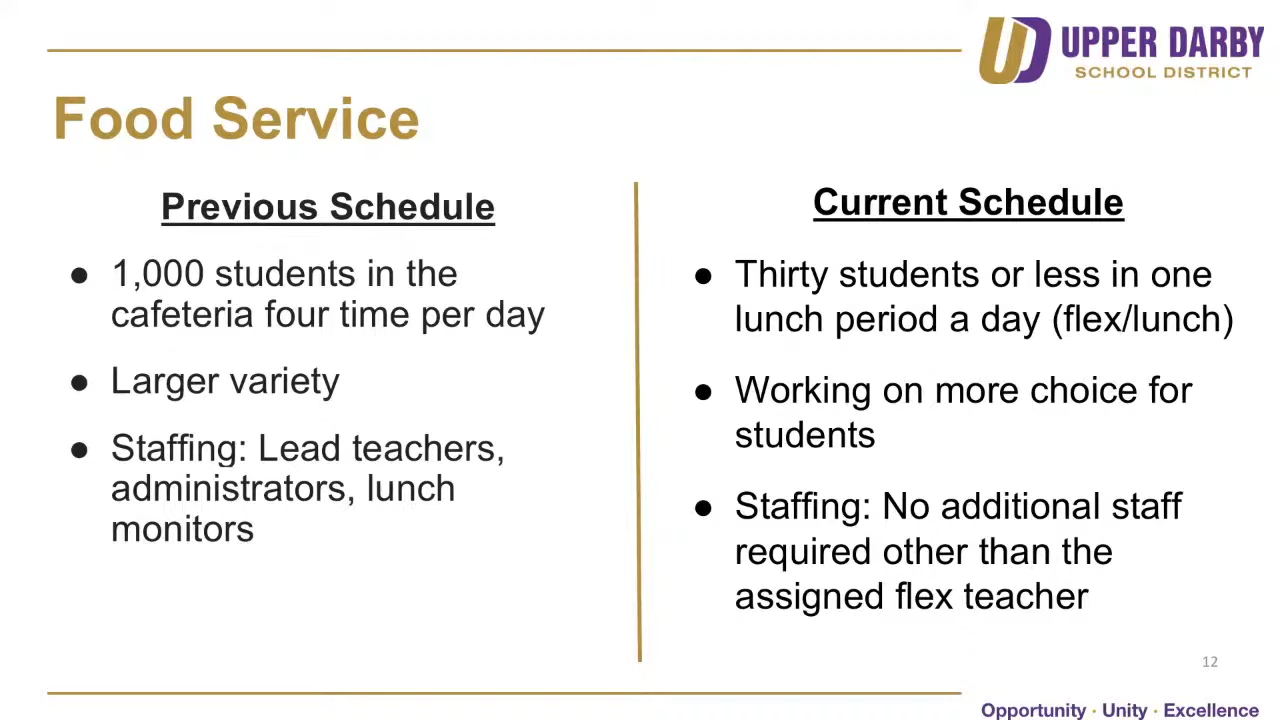 UD UPPER DARBY
SCHOOL DISTRICT
Food Service
Previous Schedule
● 1,000 students in the
cafeteria four time per day
● Larger variety
● Staffing: Lead teachers,
administrators, lunch
monitors
Current Schedule
● Thirty students or less in one
lunch period a day (flex/lunch)
● Working on more choice for
students
● Staffing: No additional staff
required other than the
assigned flex teacher
12
Opportunity · Unity · Excellence